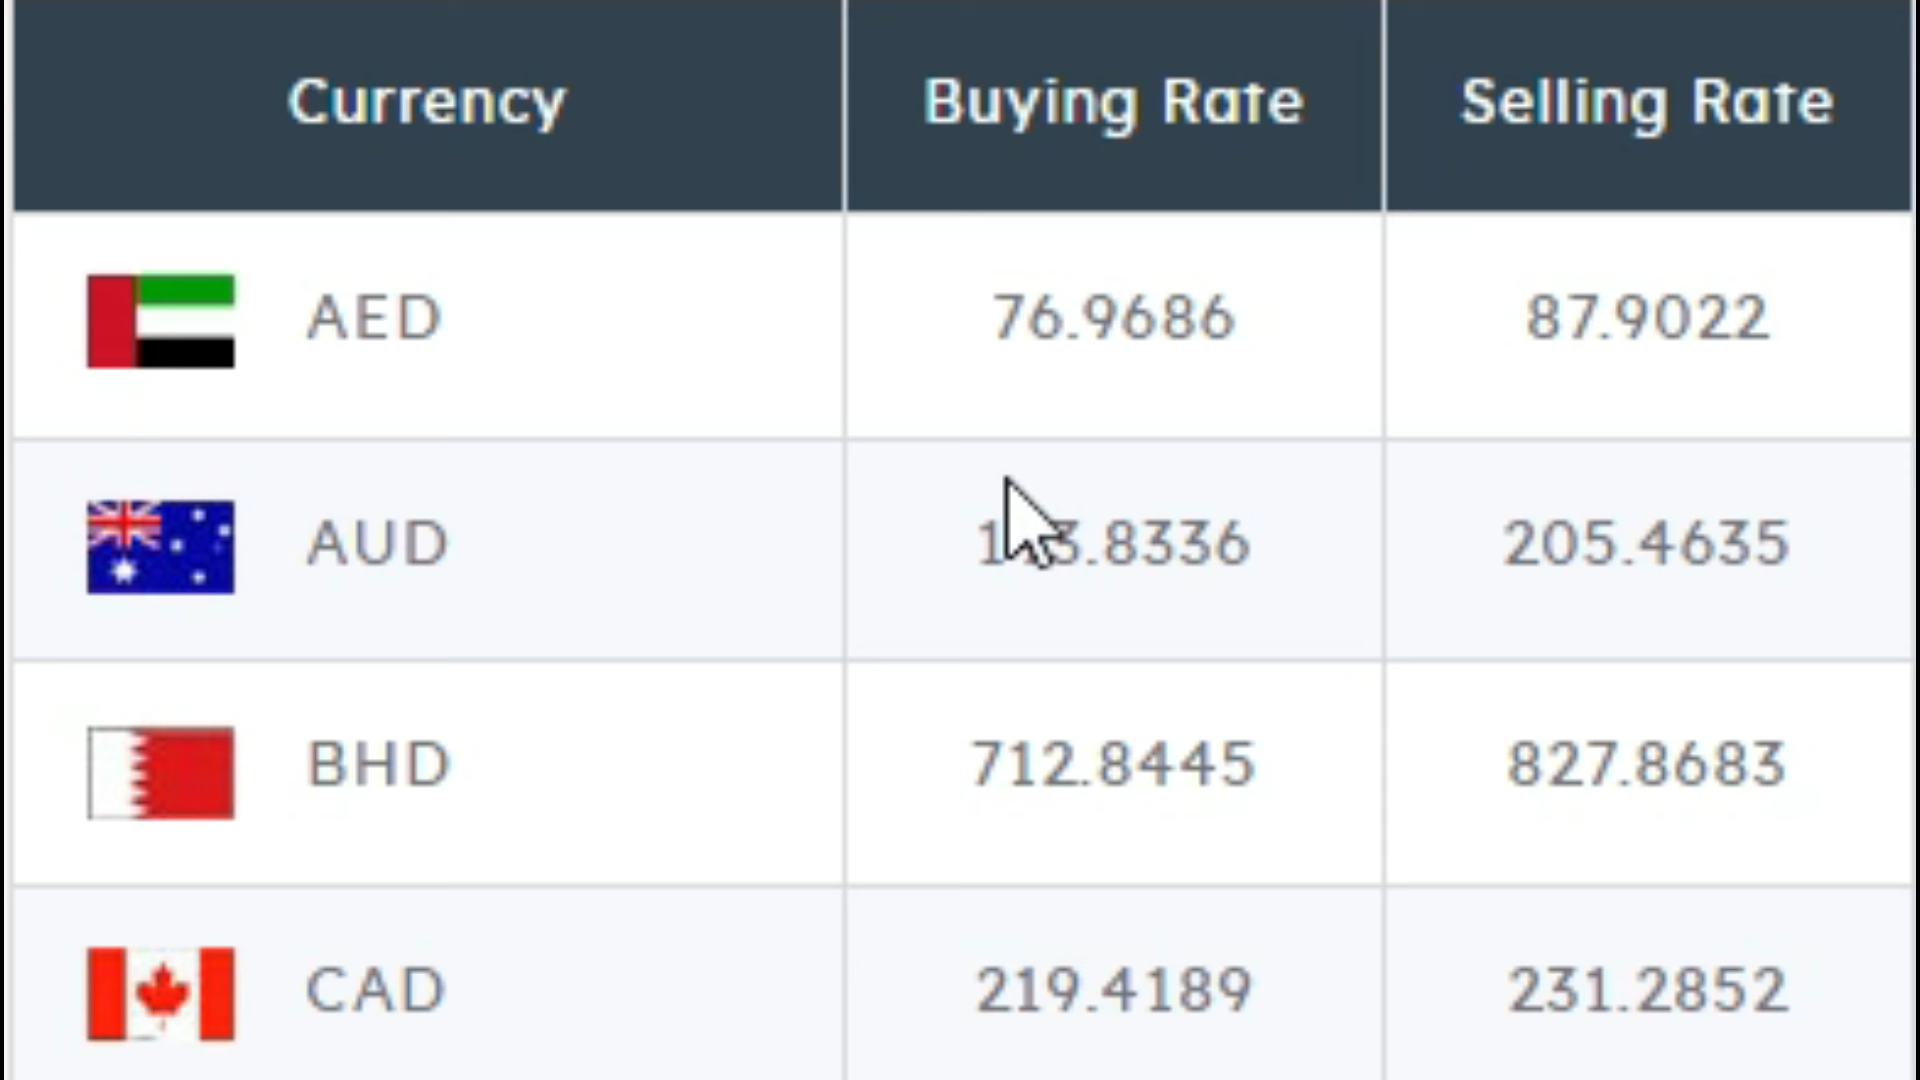 Currency Buying Rate Selling Rate
AED 76.9686 87.9022
AUD 205.4635
BHD 712.8445 827.8683
CAD 219.4189 231.2852